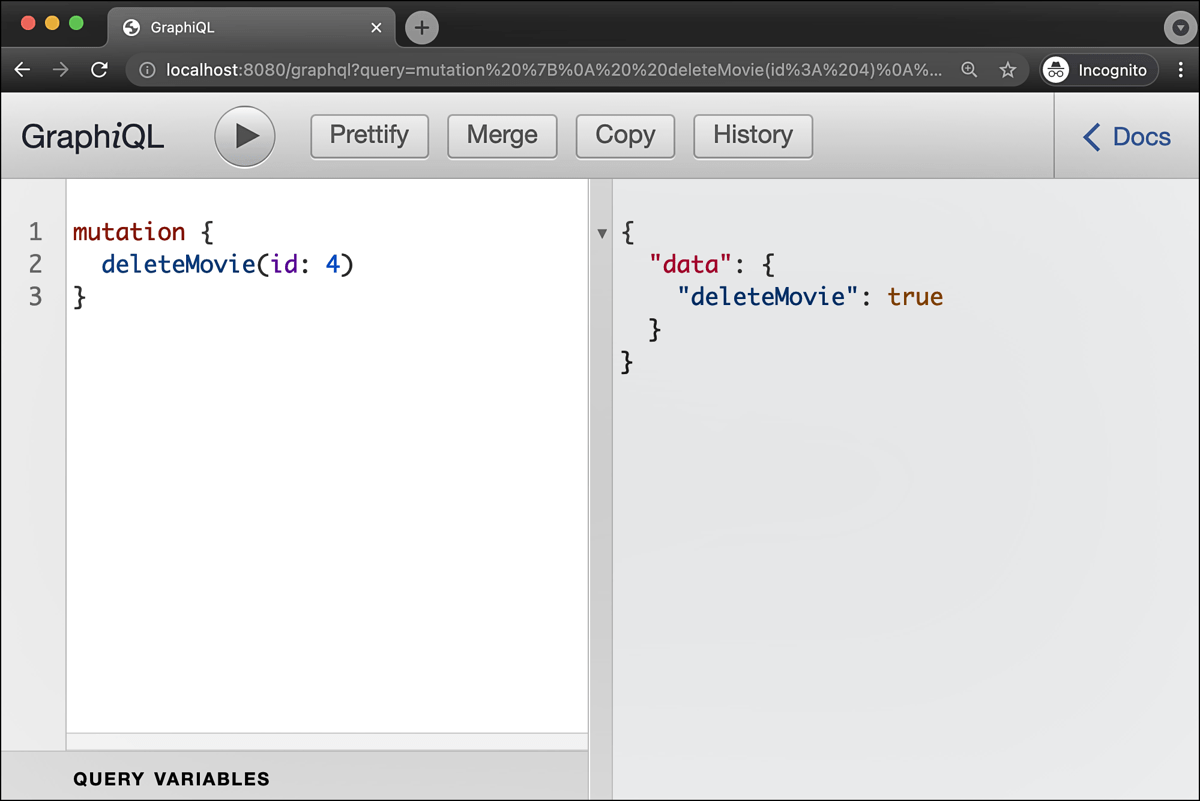 GraphiQL
localhost:8080/graphql?query=mutation%20%7B%0A%20%20deleteMovie(id%3A%204)%0A%...
Incognito
GraphiQL
Prettify
Merge
Copy
History
Docs
1 mutation {
2 deleteMovie(id: 4)
3 }
{
"data": {
"deleteMovie": true
}
}
QUERY VARIABLES